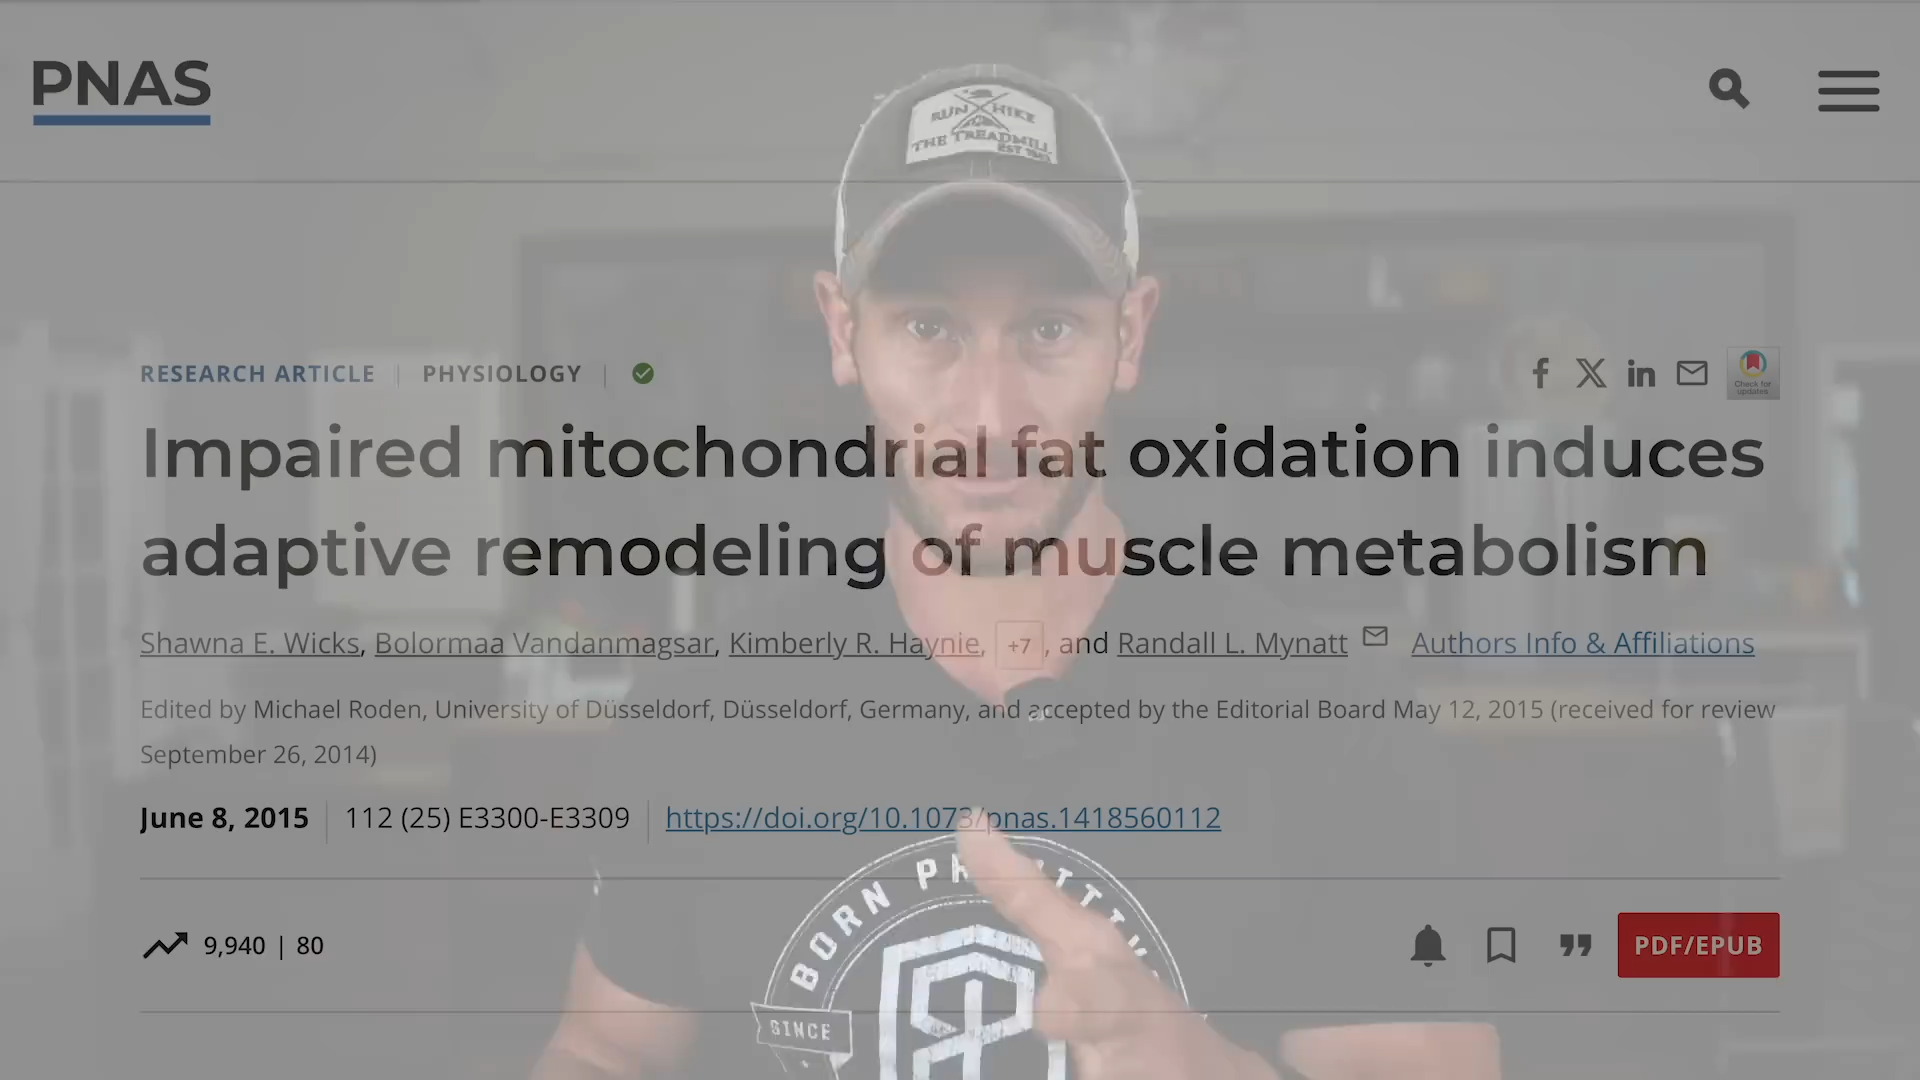 PNAS
RUN HIKE
THE TREADMILL
RESEARCH ARTICLE | PHYSIOLOGY |
Check for
updates
Impaired mitochondrial fat oxidation induces
adaptive remodeling of muscle metabolism
Shawna E. Wicks, Bolormaa Vandanmagsar, Kimberly R. Haynie, +7, and Randall L. Mynatt Authors Info & Affiliations
Edited by Michael Roden, University of Düsseldorf, Düsseldorf, Germany, and accepted by the Editorial Board May 12, 2015 (received for review
September 26, 2014)
June 8, 2015 | 112 (25) E3300-E3309 | https://doi.org/10.1073/pnas.1418560112
BORN
9,940 | 80
PDF/EPUB
SINCE